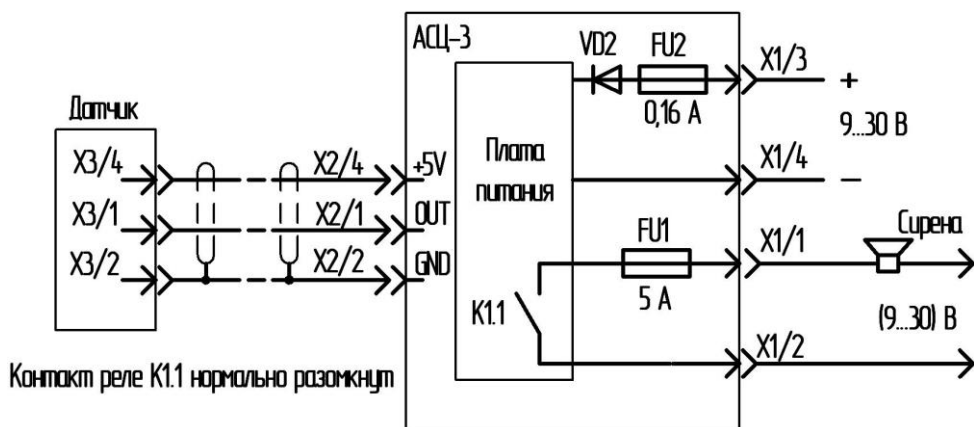 АСЦ-3
VD2
FU2
X1/3
+
0,16 А
9...30 В
Датчик
X3/4
X2/4
+5V
Плата
питания
X1/4
−
X3/1
X2/1
OUT
FU1
X1/1
Сирена
X3/2
X2/2
GND
5 А
К1.1
(9...30) В
X1/2
Контакт реле К1.1 нормально разомкнут